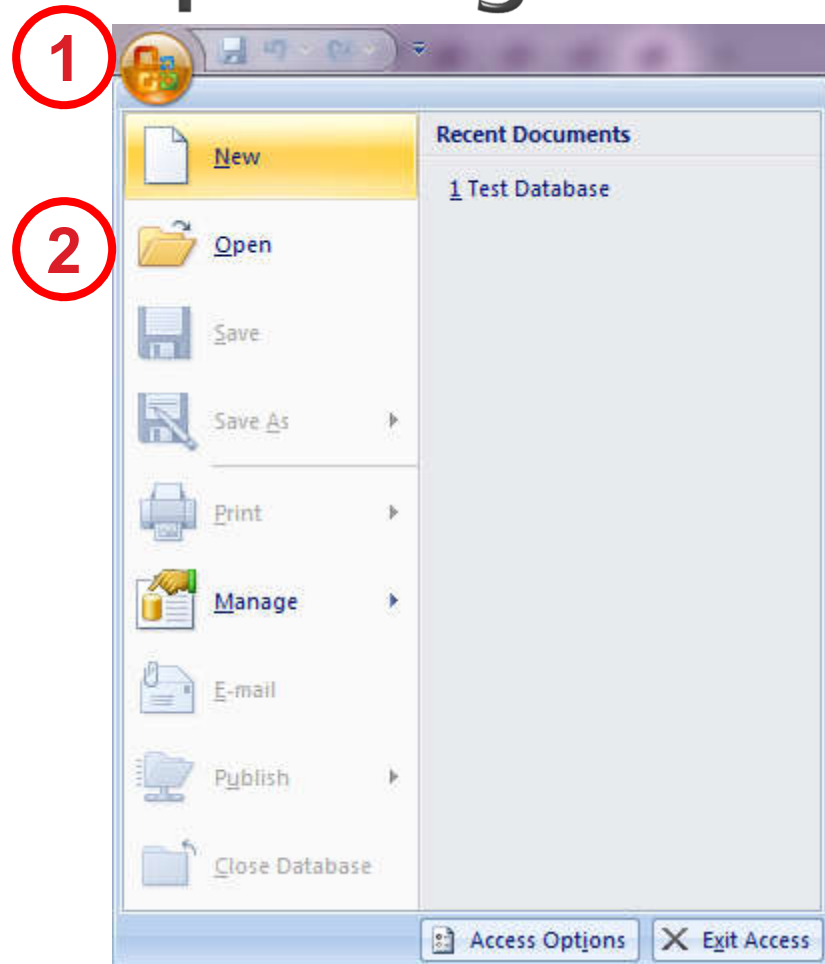 1
New
Recent Documents
1 Test Database
2
Open
Save
Save As
Print
Manage
E-mail
Publish
Close Database
Access Options
Exit Access